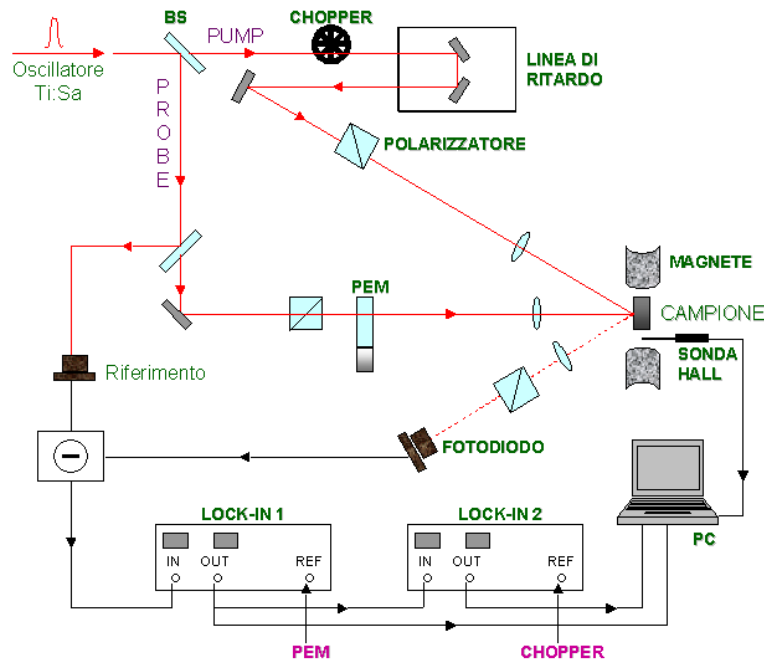 BS
PUMP
CHOPPER
Oscillatore
Ti:Sa
PROBE
LINEA DI
RITARDO
POLARIZZATORE
PEM
MAGNETE
CAMPIONE
SONDA
HALL
Riferimento
FOTODIODO
LOCK-IN 1
IN OUT REF
LOCK-IN 2
IN OUT REF
PC
PEM
CHOPPER